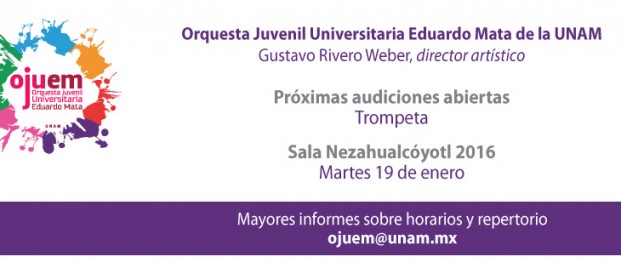 ojuem
Orquesta Juvenil
Universitaria
Eduardo Mata
UNAM
Orquesta Juvenil Universitaria Eduardo Mata de la UNAM
Gustavo Rivero Weber, director artístico
Próximas audiciones abiertas
Trompeta
Sala Nezahualcóyotl 2016
Martes 19 de enero
Mayores informes sobre horarios y repertorio
ojuem@unam.mx